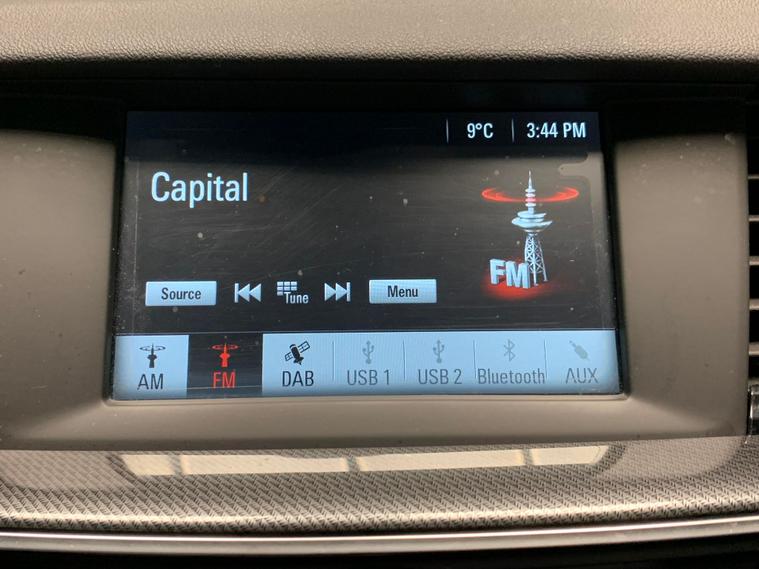 9°C 3:44 PM
Capital
FM
Source Tune Menu
AM FM DAB USB 1 USB 2 Bluetooth AUX